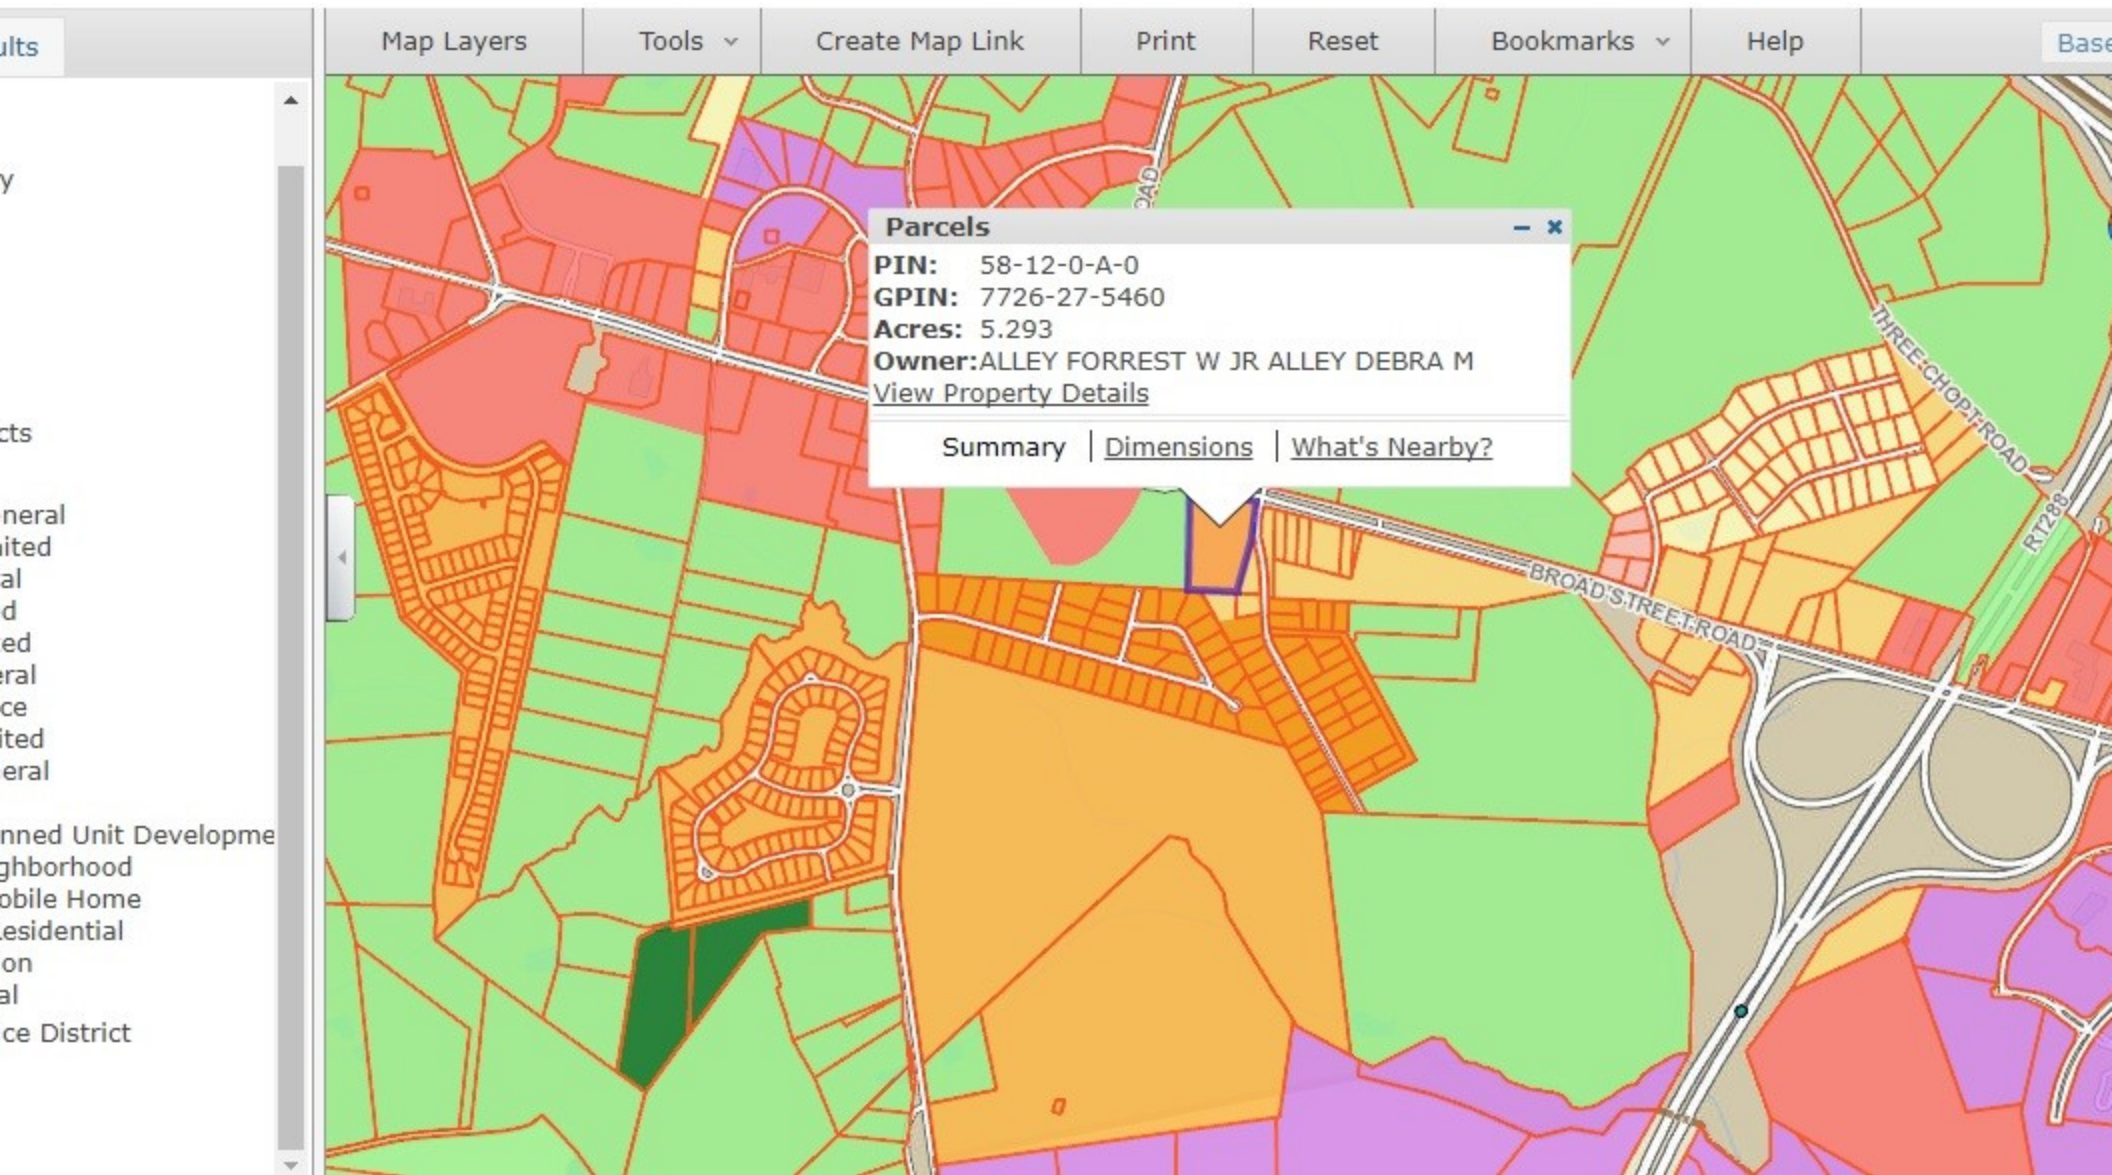 ults
Map Layers
Tools
Create Map Link
Print
Reset
Bookmarks
Help
Base
y
cts
neral
ited
al
d
ed
eral
ce
ited
eral
nned Unit Developme
ghborhood
obile Home
esidential
on
al
ce District
OAD
Parcels
PIN: 58-12-0-A-0
GPIN: 7726-27-5460
Acres: 5.293
Owner:ALLEY FORREST W JR ALLEY DEBRA M
View Property Details
Summary | Dimensions | What's Nearby?
THREE CHOPT ROAD
RT288
BROAD STREET ROAD